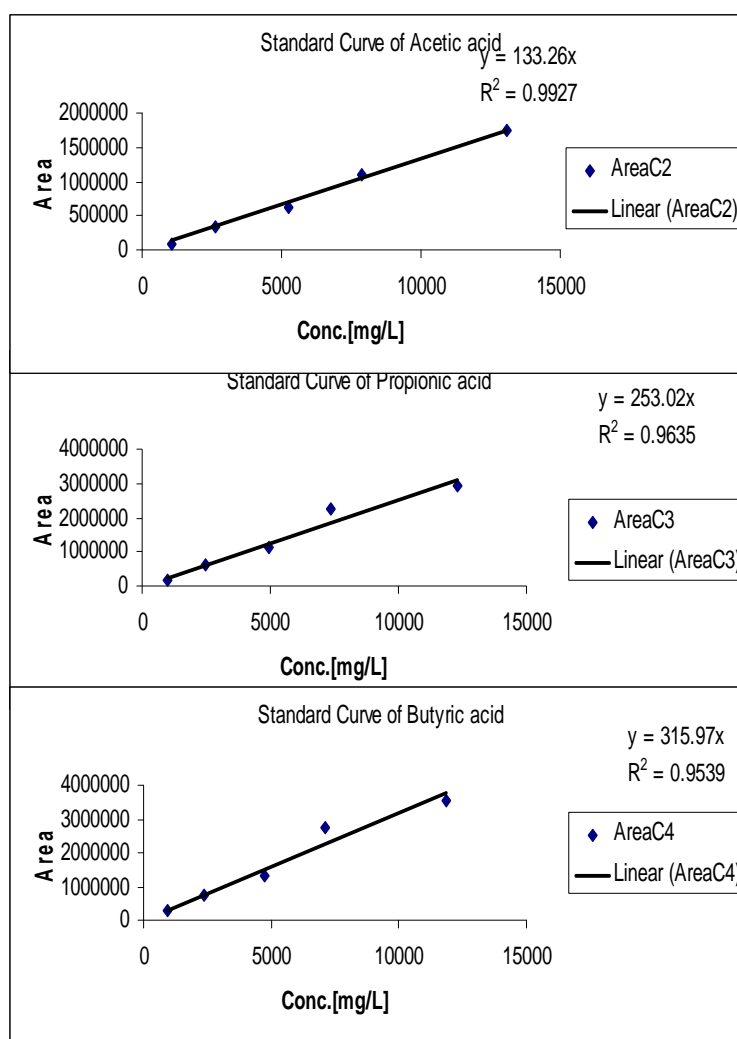 Standard Curve of Acetic acid
y = 133.26x
R² = 0.9927
2000000
1500000
1000000
500000
0
Area
0 5000 10000 15000
Conc.[mg/L]
AreaC2
Linear (AreaC2)
Standard Curve of Propionic acid
y = 253.02x
R² = 0.9635
4000000
3000000
2000000
1000000
0
Area
0 5000 10000 15000
Conc.[mg/L]
AreaC3
Linear (AreaC3)
Standard Curve of Butyric acid
y = 315.97x
R² = 0.9539
4000000
3000000
2000000
1000000
0
Area
0 5000 10000 15000
Conc.[mg/L]
AreaC4
Linear (AreaC4)